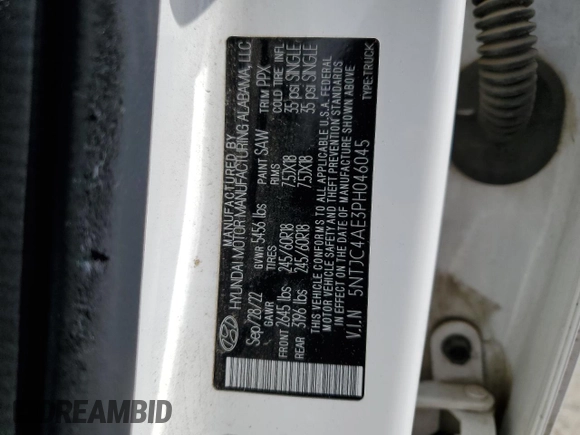 MANUFACTURED BY
HYUNDAI MOTOR MANUFACTURING ALABAMA, LLC
Sep/28/22 GVWR 5456 lbs PAINT SAW TRIM PPX
GAWR TIRES RIMS COLD TIRE INFL
FRONT 2645 lbs 245/60R18 7.5JX18 35 psi SINGLE
REAR 3196 lbs 245/60R18 7.5JX18 35 psi SINGLE
THIS VEHICLE CONFORMS TO ALL APPLICABLE U.S.A. FEDERAL
MOTOR VEHICLE SAFETY AND THEFT PREVENTION STANDARDS
IN EFFECT ON THE DATE OF MANUFACTURE SHOWN ABOVE
V.I.N 5NTJC4AE3PH046045 TYPE:TRUCK
DREAMBID